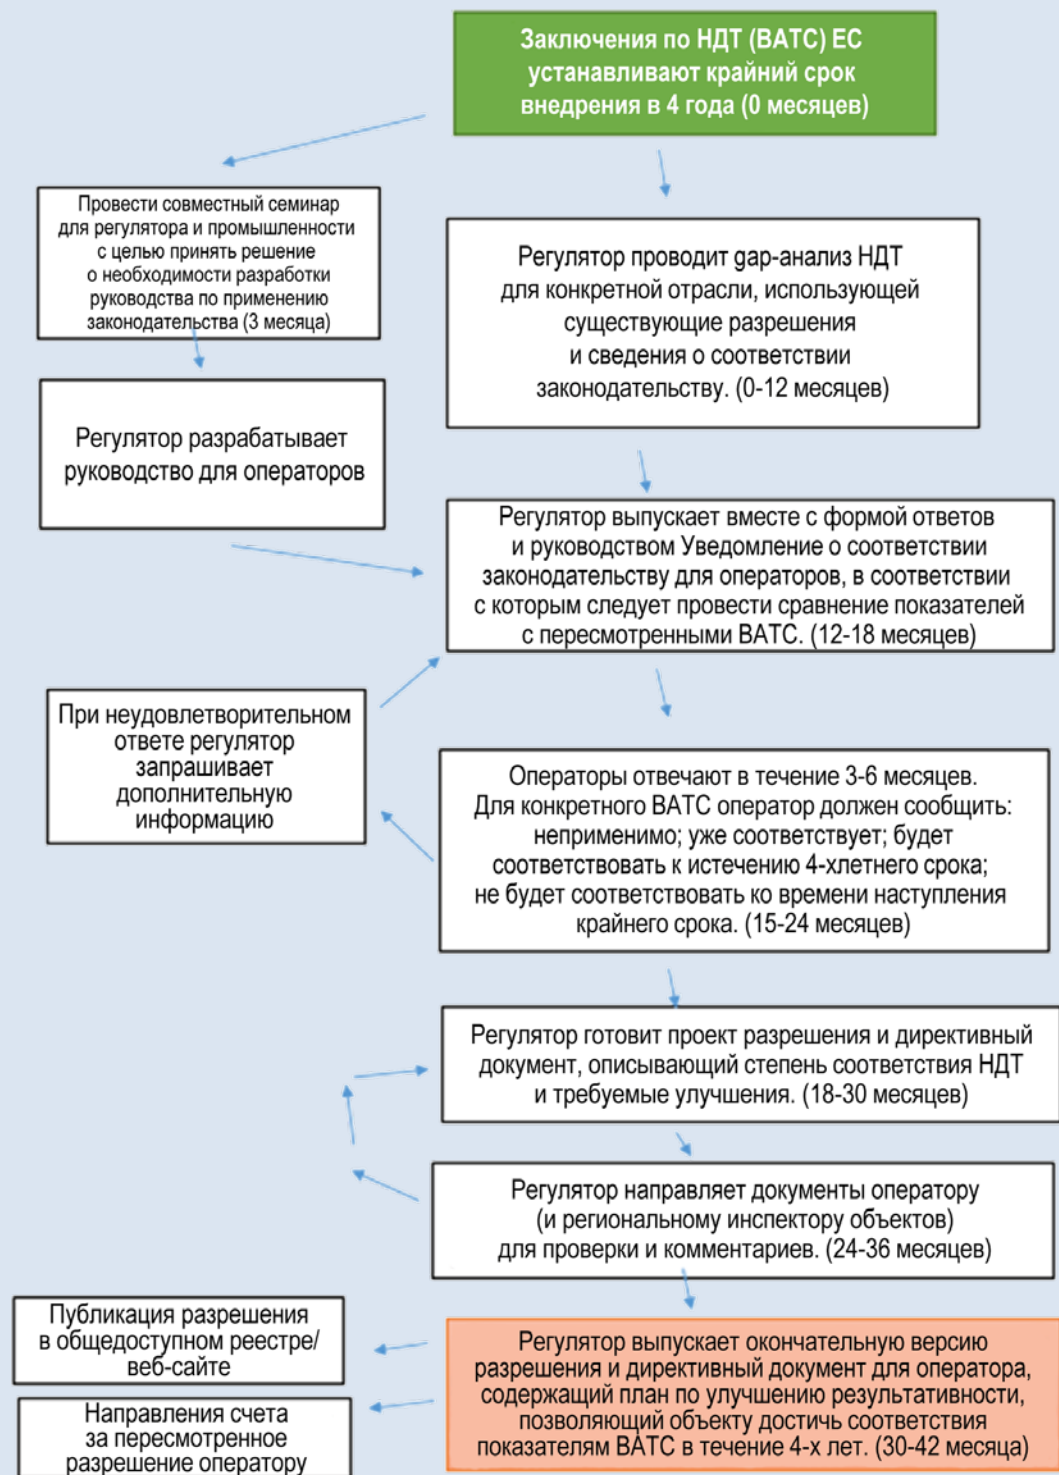 Заключения по НДТ (ВАТС) ЕС
устанавливают крайний срок
внедрения в 4 года (0 месяцев)
Провести совместный семинар
для регулятора и промышленности
с целью принять решение
о необходимости разработки
руководства по применению
законодательства (3 месяца)
Регулятор проводит gap-анализ НДТ
для конкретной отрасли, использующей
существующие разрешения
и сведения о соответствии
законодательству. (0-12 месяцев)
Регулятор разрабатывает
руководство для операторов
Регулятор выпускает вместе с формой ответов
и руководством Уведомление о соответствии
законодательству для операторов, в соответствии
с которым следует провести сравнение показателей
с пересмотренными ВАТС. (12-18 месяцев)
При неудовлетворительном
ответе регулятор
запрашивает
дополнительную
информацию
Операторы отвечают в течение 3-6 месяцев.
Для конкретного ВАТС оператор должен сообщить:
неприменимо; уже соответствует; будет
соответствовать к истечению 4-хлетнего срока;
не будет соответствовать ко времени наступления
крайнего срока. (15-24 месяцев)
Регулятор готовит проект разрешения и директивный
документ, описывающий степень соответствия НДТ
и требуемые улучшения. (18-30 месяцев)
Регулятор направляет документы оператору
(и региональному инспектору объектов)
для проверки и комментариев. (24-36 месяцев)
Публикация разрешения
в общедоступном реестре/
веб-сайте
Направления счета
за пересмотренное
разрешение оператору
Регулятор выпускает окончательную версию
разрешения и директивный документ для оператора,
содержащий план по улучшению результативности,
позволяющий объекту достичь соответствия
показателям ВАТС в течение 4-х лет. (30-42 месяца)